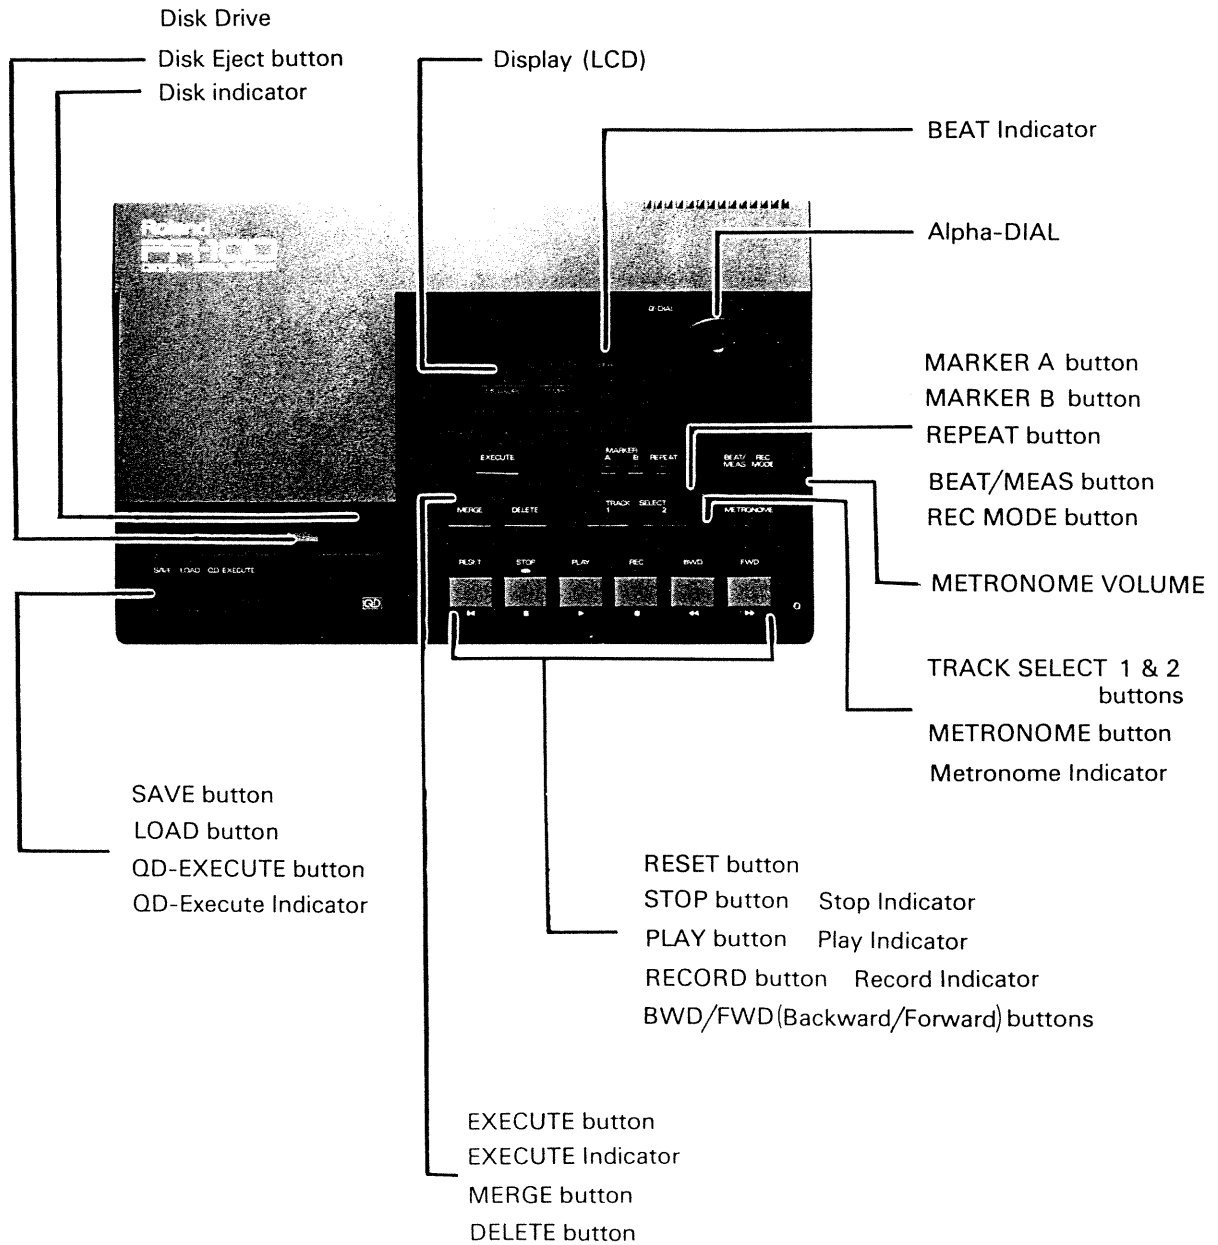 Disk Drive
Disk Eject button
Disk indicator
Display (LCD)
BEAT Indicator
Alpha-DIAL
MARKER A button
MARKER B button
REPEAT button
BEAT/MEAS button
REC MODE button
METRONOME VOLUME
TRACK SELECT 1 & 2
buttons
METRONOME button
Metronome Indicator
Roland
α-DIAL
EXECUTE
MARKER
A B REPEAT
BEAT/ REC
MEAS MODE
MERGE DELETE
TRACK SELECT
1 2
METRONOME
SAVE LOAD QD EXECUTE
RESET STOP PLAY REC BWD FWD
QD
SAVE button
LOAD button
QD-EXECUTE button
QD-Execute Indicator
RESET button
STOP button Stop Indicator
PLAY button Play Indicator
RECORD button Record Indicator
BWD/FWD(Backward/Forward) buttons
EXECUTE button
EXECUTE Indicator
MERGE button
DELETE button